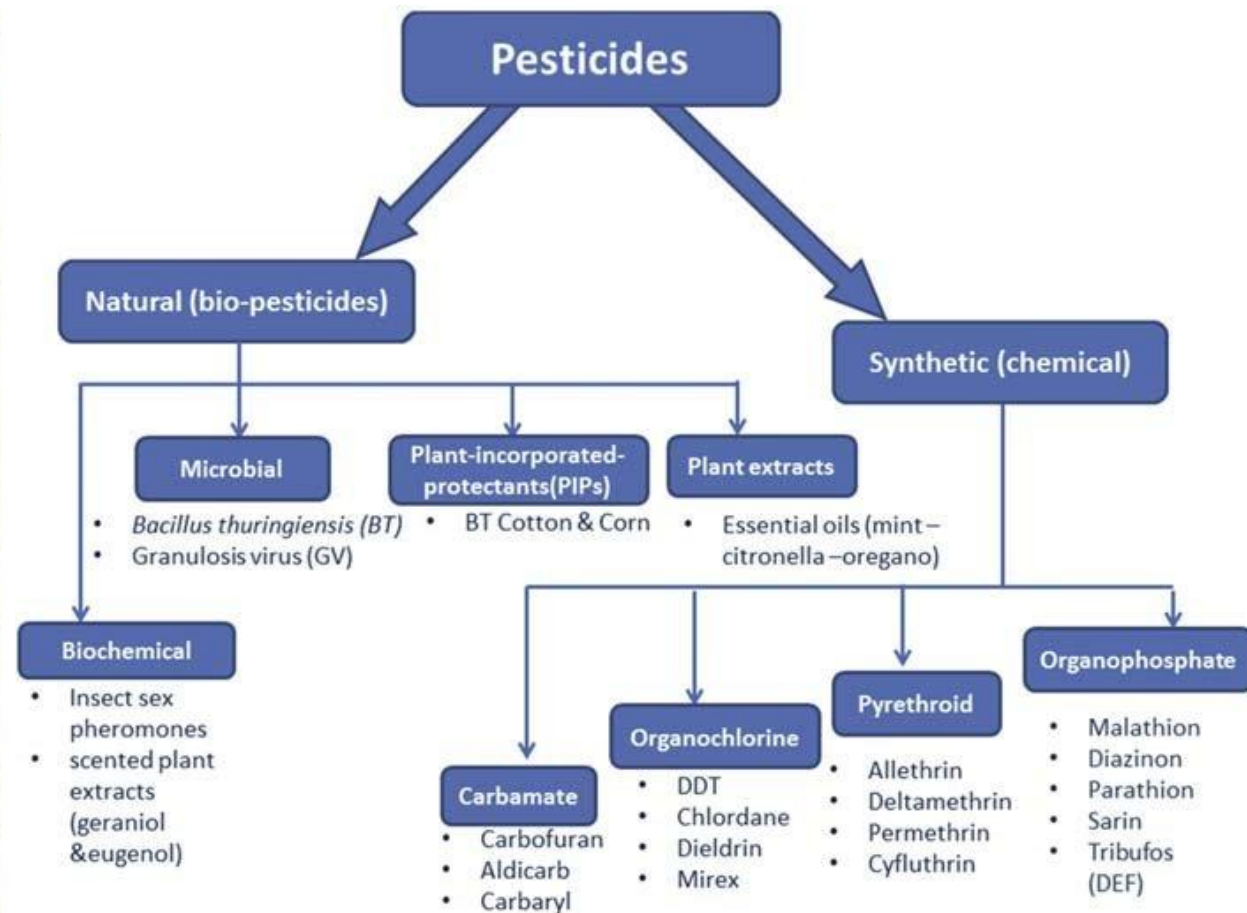 Pesticides
Natural (bio-pesticides)
Synthetic (chemical)
Microbial
• Bacillus thuringiensis (BT)
• Granulosis virus (GV)
Plant-incorporated-
protectants(PIPs)
• BT Cotton & Corn
Plant extracts
• Essential oils (mint –
citronella –oregano)
Biochemical
• Insect sex
pheromones
• scented plant
extracts
(geraniol
&eugenol)
Carbamate
• Carbofuran
• Aldicarb
• Carbaryl
Organochlorine
• DDT
• Chlordane
• Dieldrin
• Mirex
Pyrethroid
• Allethrin
• Deltamethrin
• Permethrin
• Cyfluthrin
Organophosphate
• Malathion
• Diazinon
• Parathion
• Sarin
• Tribufos
(DEF)